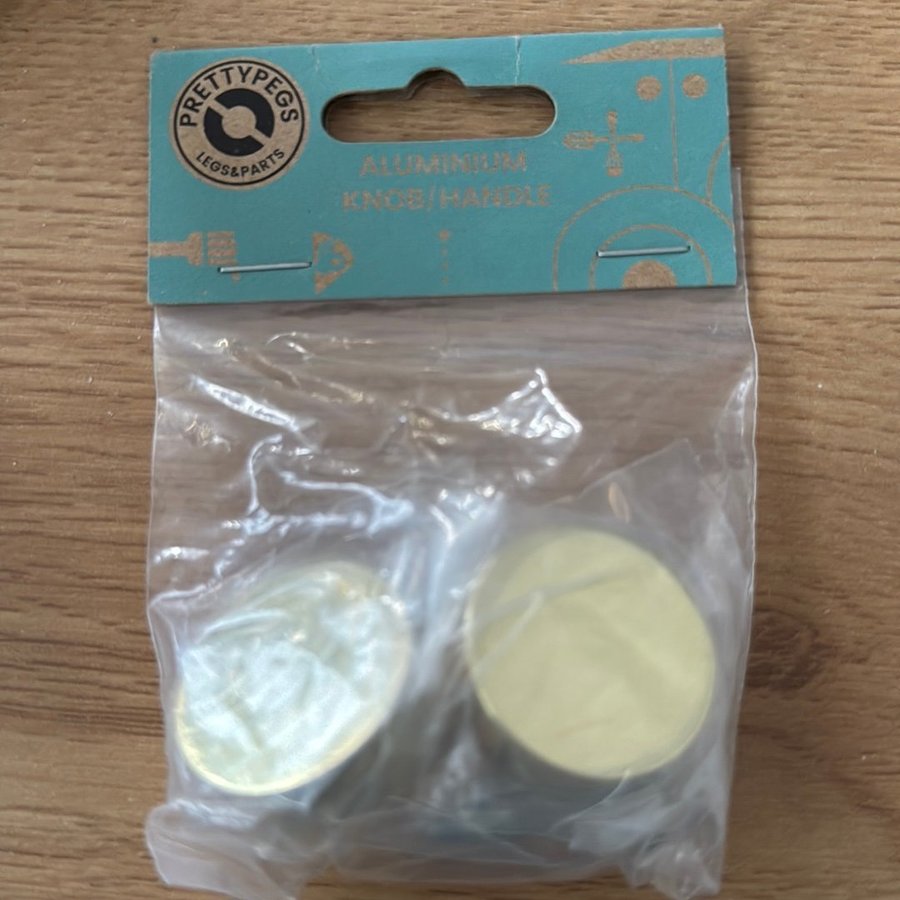 PRETTYPEGS
LEGS&PARTS
ALUMINIUM
KNOB/HANDLE